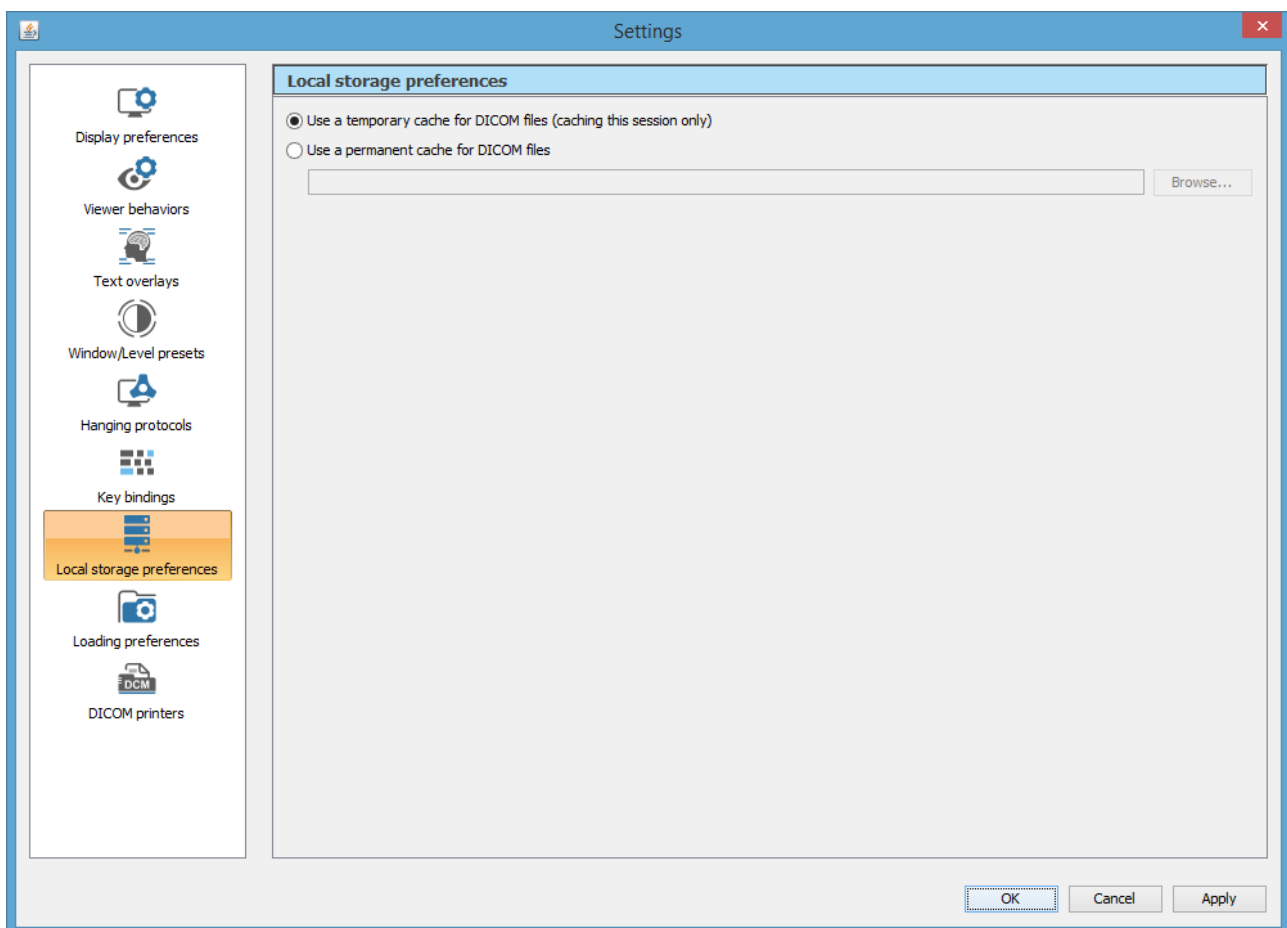 Settings
Display preferences
Viewer behaviors
Text overlays
Window/Level presets
Hanging protocols
Key bindings
Local storage preferences
Loading preferences
DCM
DICOM printers
Local storage preferences
Use a temporary cache for DICOM files (caching this session only)
Use a permanent cache for DICOM files
Browse...
OK
Cancel
Apply